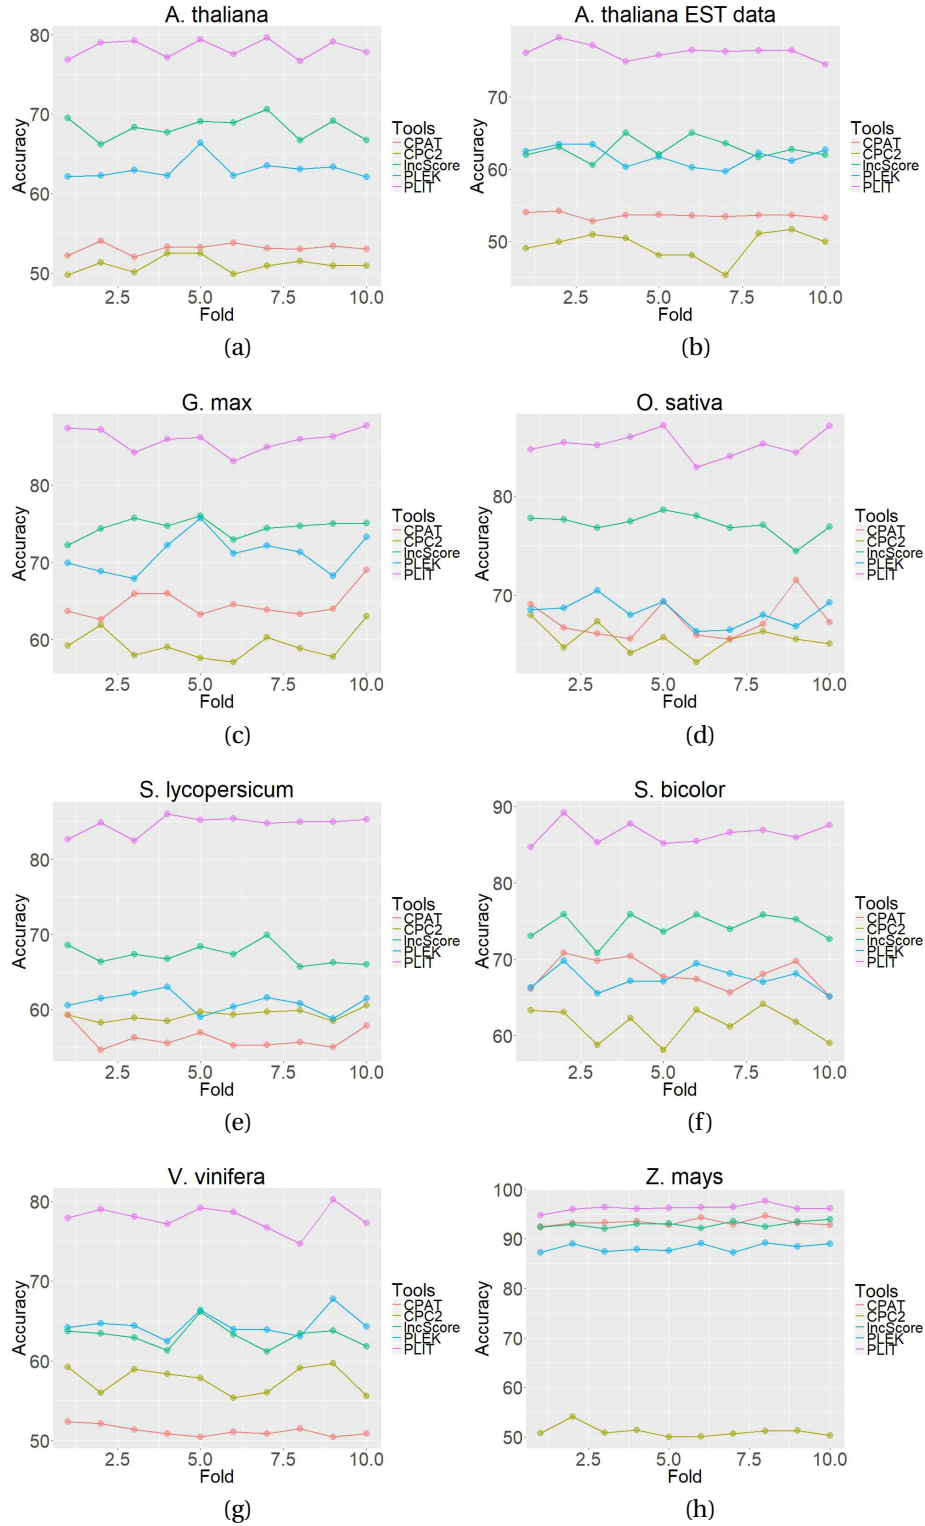 A. thaliana
80
70
60
50
Accuracy
2.5 5.0 7.5 10.0
Fold
Tools
CPAT
CPC2
lncScore
PLEK
PLIT
(a)
A. thaliana EST data
70
60
50
Accuracy
2.5 5.0 7.5 10.0
Fold
Tools
CPAT
CPC2
lncScore
PLEK
PLIT
(b)
G. max
80
70
60
Accuracy
2.5 5.0 7.5 10.0
Fold
Tools
CPAT
CPC2
lncScore
PLEK
PLIT
(c)
O. sativa
80
70
Accuracy
2.5 5.0 7.5 10.0
Fold
Tools
CPAT
CPC2
lncScore
PLEK
PLIT
(d)
S. lycopersicum
80
70
60
Accuracy
2.5 5.0 7.5 10.0
Fold
Tools
CPAT
CPC2
lncScore
PLEK
PLIT
(e)
S. bicolor
90
80
70
60
Accuracy
2.5 5.0 7.5 10.0
Fold
Tools
CPAT
CPC2
lncScore
PLEK
PLIT
(f)
V. vinifera
80
70
60
50
Accuracy
2.5 5.0 7.5 10.0
Fold
Tools
CPAT
CPC2
lncScore
PLEK
PLIT
(g)
Z. mays
100
90
80
70
60
50
Accuracy
2.5 5.0 7.5 10.0
Fold
Tools
CPAT
CPC2
lncScore
PLEK
PLIT
(h)